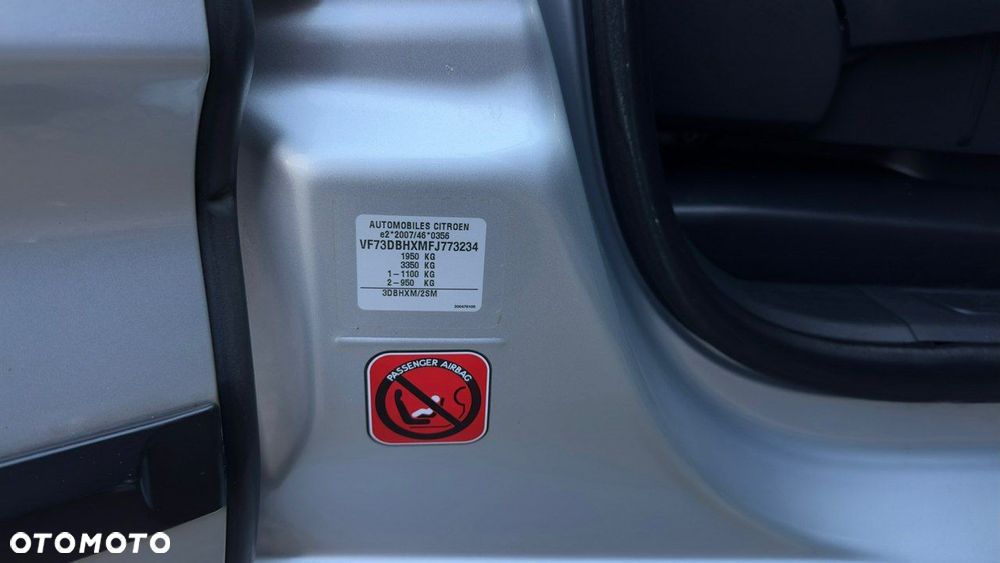 AUTOMOBILES CITROEN
e2*2007/46*0356
VF73DBHXMFJ773234
1950 KG
3350 KG
1-1100 KG
2-950 KG
3DBHXM/2SM
PASSENGER AIRBAG
OTOMOTO